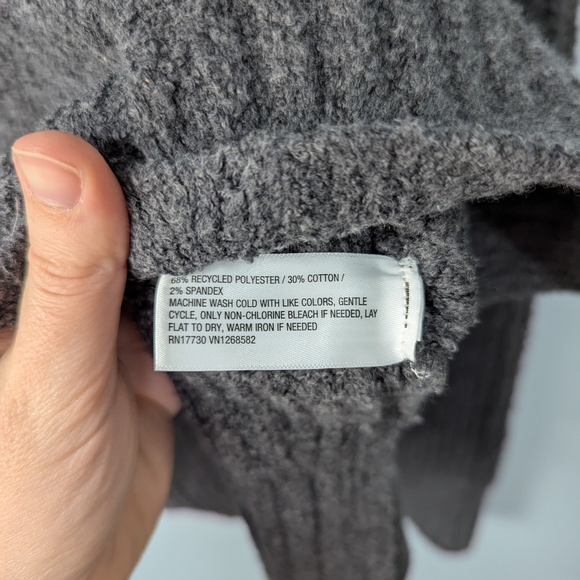 68% RECYCLED POLYESTER / 30% COTTON /
2% SPANDEX
MACHINE WASH COLD WITH LIKE COLORS, GENTLE
CYCLE, ONLY NON-CHLORINE BLEACH IF NEEDED, LAY
FLAT TO DRY, WARM IRON IF NEEDED
RN17730 VN1268582